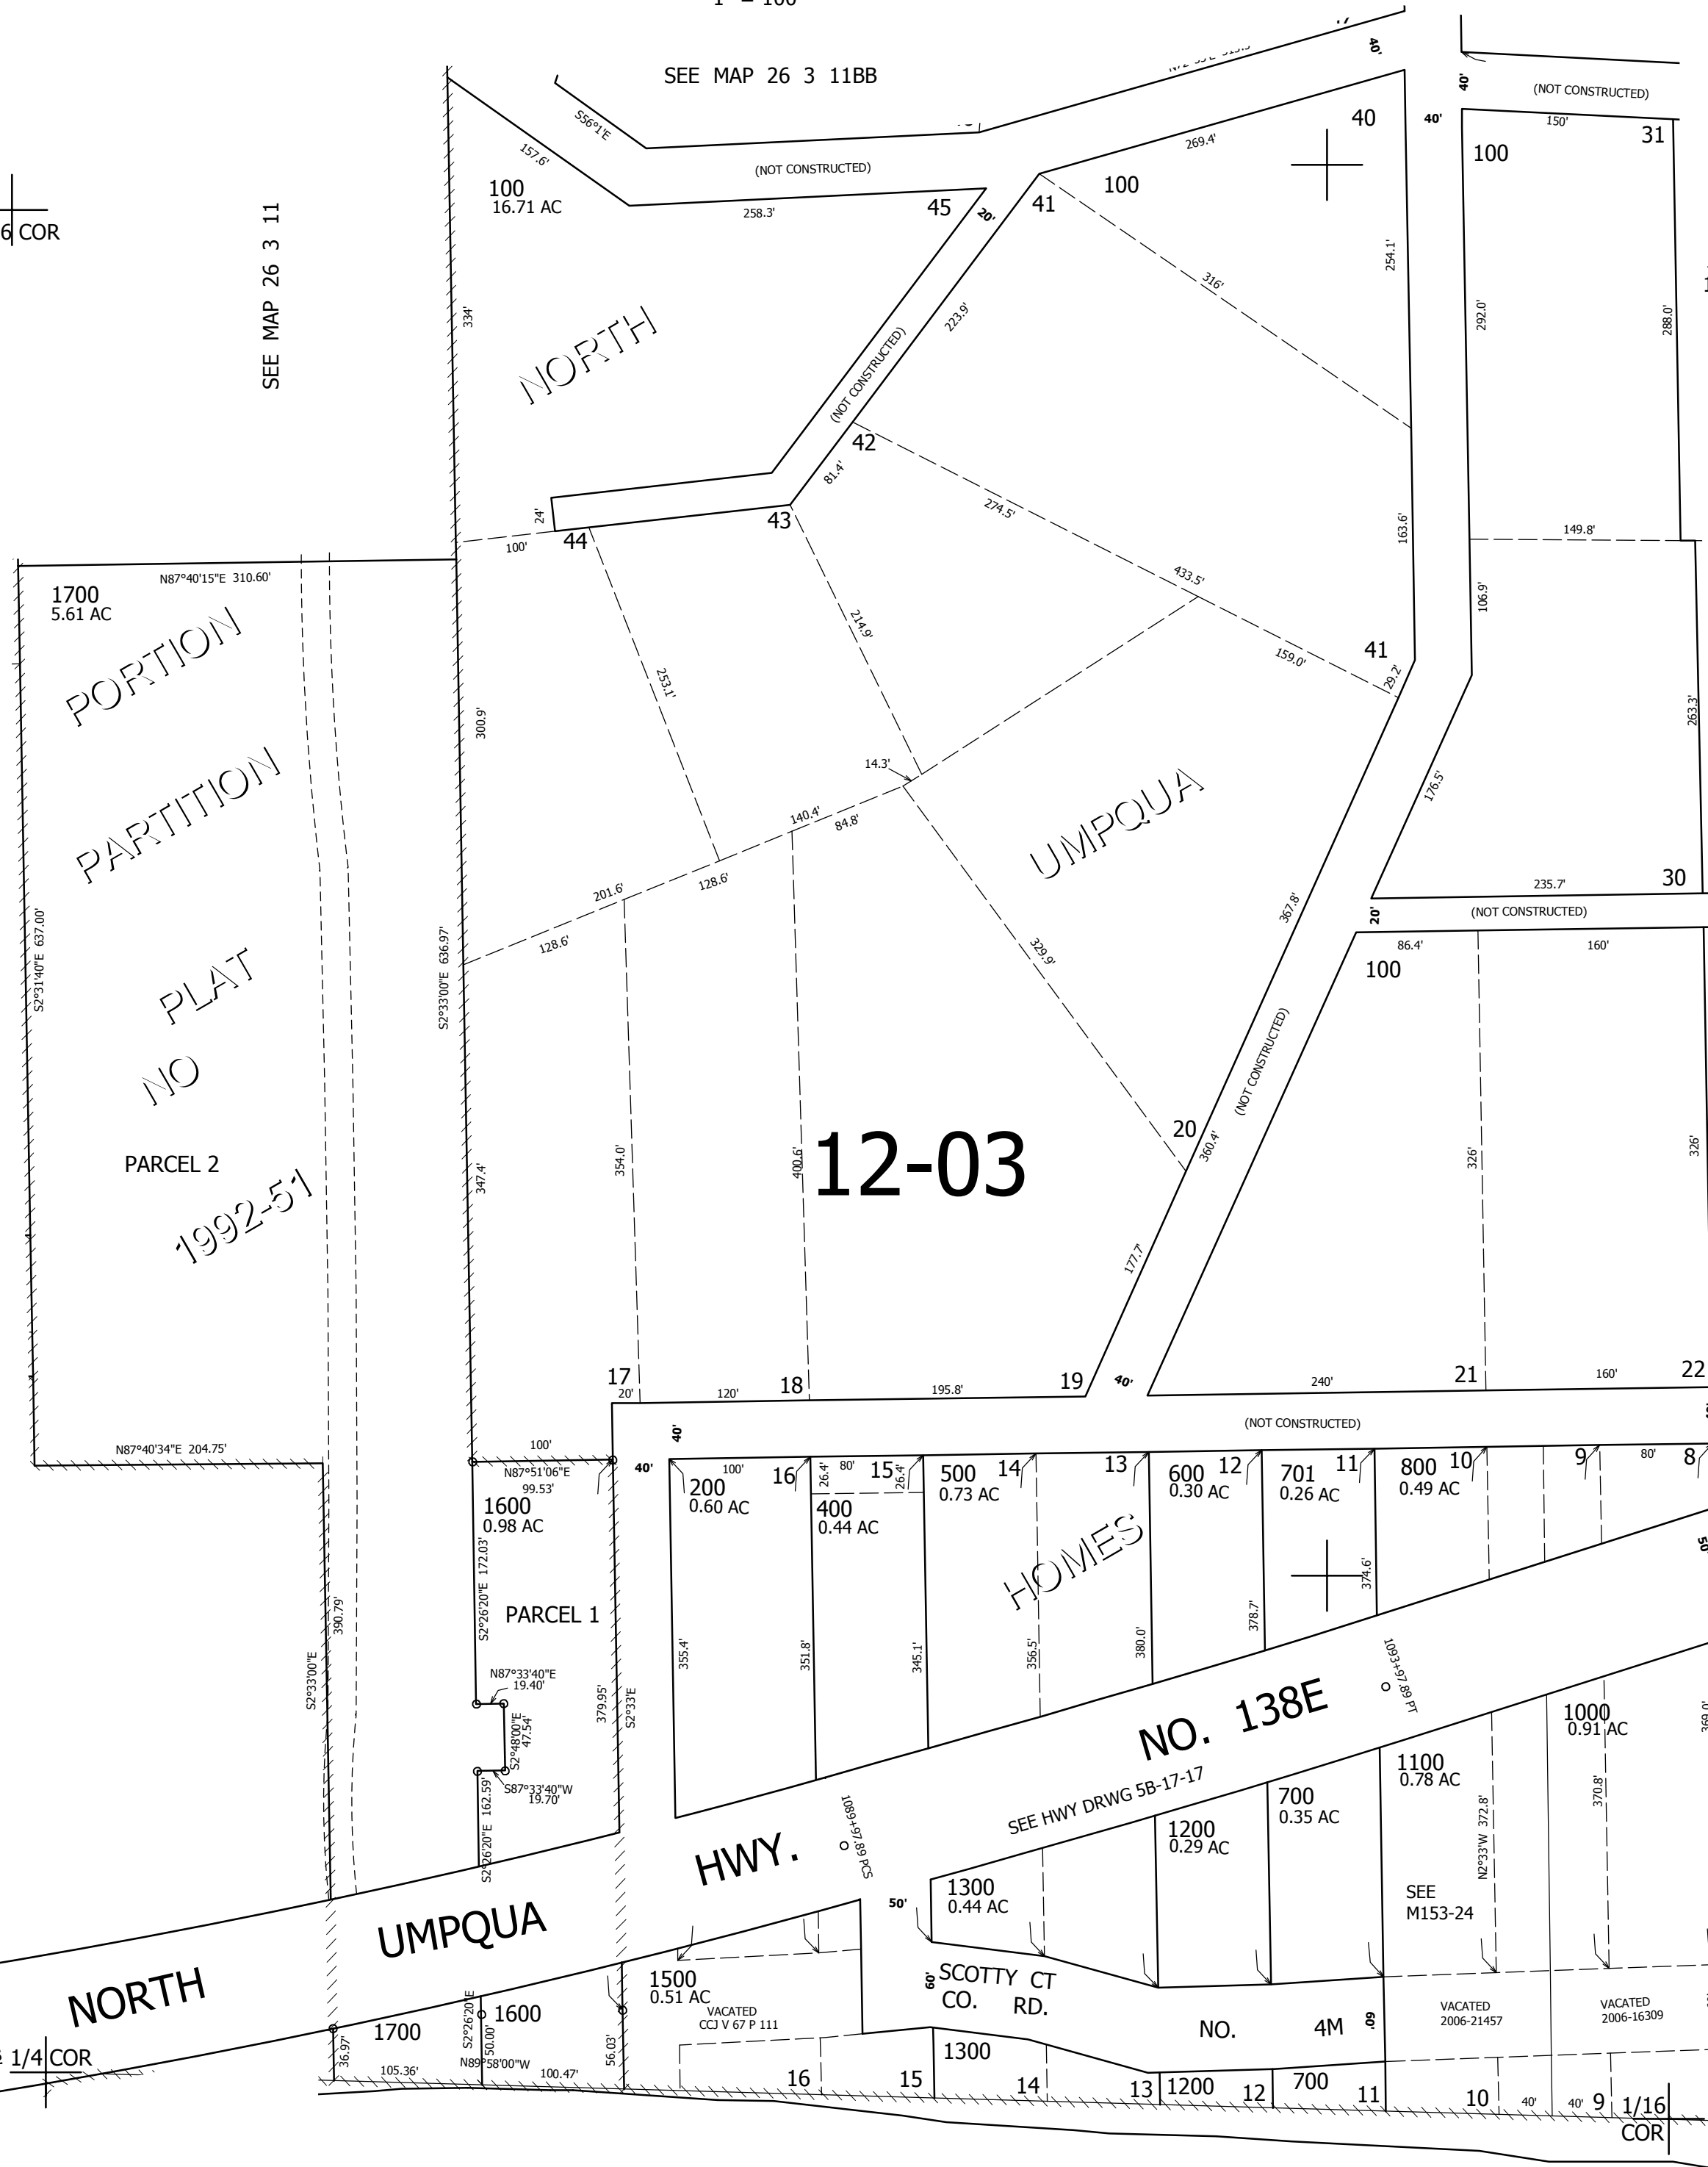 1" = 100'
SEE MAP 26 3 11BB
40'
40'
(NOT CONSTRUCTED)
S56°1'E
157.6'
(NOT CONSTRUCTED)
269.4'
40
40'
150'
31
100
100
16.71 AC
258.3'
45
20'
41
100
6 COR
SEE MAP 26 3 11
334'
NORTH
223.9'
(NOT CONSTRUCTED)
316'
254.1'
292.0'
288.0'
42
81.4'
274.5'
24'
100'
44
43
163.6'
149.8'
1700
5.61 AC
N87°40'15"E 310.60'
433.5'
106.9'
PORTION
214.9'
253.1'
159.0'
41
29.2'
263.3'
300.9'
PARTITION
14.3'
140.4'
84.8'
UMPQUA
176.5'
201.6'
128.6'
128.6'
235.7'
30
367.8'
20'
(NOT CONSTRUCTED)
S2°31'40"E 637.00'
S2°33'00"E 636.97'
PLAT
329.9'
86.4'
160'
100
NO
(NOT CONSTRUCTED)
PARCEL 2
347.4'
354.0'
400.6'
12-03
20
360.4'
326'
326'
1992-51
177.7'
17
20'
120'
18
195.8'
19
40'
240'
21
160'
22
N87°40'34"E 204.75'
100'
40'
(NOT CONSTRUCTED)
N87°51'06"E
99.53'
40'
100'
16
26.4'
80'
15
26.4'
14
13
12
11
10
9
80'
8
1600
0.98 AC
200
0.60 AC
400
0.44 AC
500
0.73 AC
600
0.30 AC
701
0.26 AC
800
0.49 AC
50'
S2°26'20"E 172.03'
PARCEL 1
HOMES
374.6'
390.79'
S2°33'00"E
355.4'
351.8'
345.1'
356.5'
380.0'
378.7'
N87°33'40"E
19.40'
S2°48'00"E
47.54'
379.95'
S2°33'E
S87°33'40"W
19.70'
S2°26'20"E 162.59'
1093+97.89 PT
NO. 138E
1000
0.91 AC
369.0'
SEE HWY DRWG 5B-17-17
1100
0.78 AC
700
0.35 AC
1200
0.29 AC
370.8'
N2°33'W 372.8'
1089+97.89 PCS
HWY.
1300
0.44 AC
50'
SEE
M153-24
UMPQUA
NORTH
1500
0.51 AC
VACATED
CCJ V 67 P 111
60'
SCOTTY CT
CO. RD.
NO. 4M
60'
VACATED
2006-21457
VACATED
2006-16309
1700
1600
S2°26'20"E
50.00'
36.97'
56.03'
1/4 COR
105.36'
N89°58'00"W
100.47'
16
15
1300
14
13
1200
12
700
11
10
40'
40'
9
1/16
COR